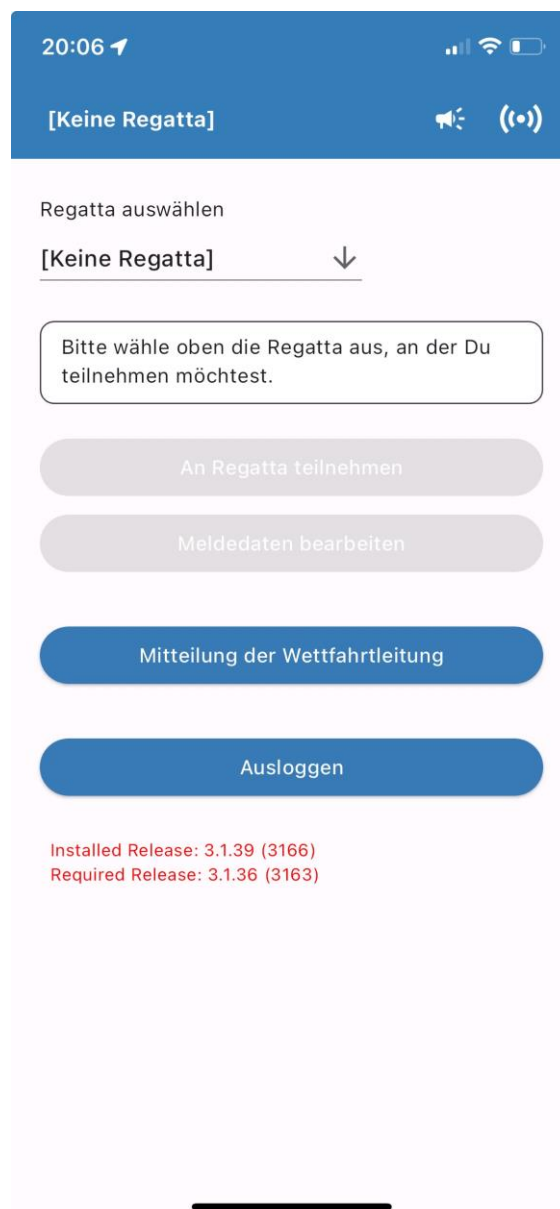 20:06
[Keine Regatta]
Regatta auswählen
[Keine Regatta]
Bitte wähle oben die Regatta aus, an der Du
teilnehmen möchtest.
An Regatta teilnehmen
Meldedaten bearbeiten
Mitteilung der Wettfahrtleitung
Ausloggen
Installed Release: 3.1.39 (3166)
Required Release: 3.1.36 (3163)